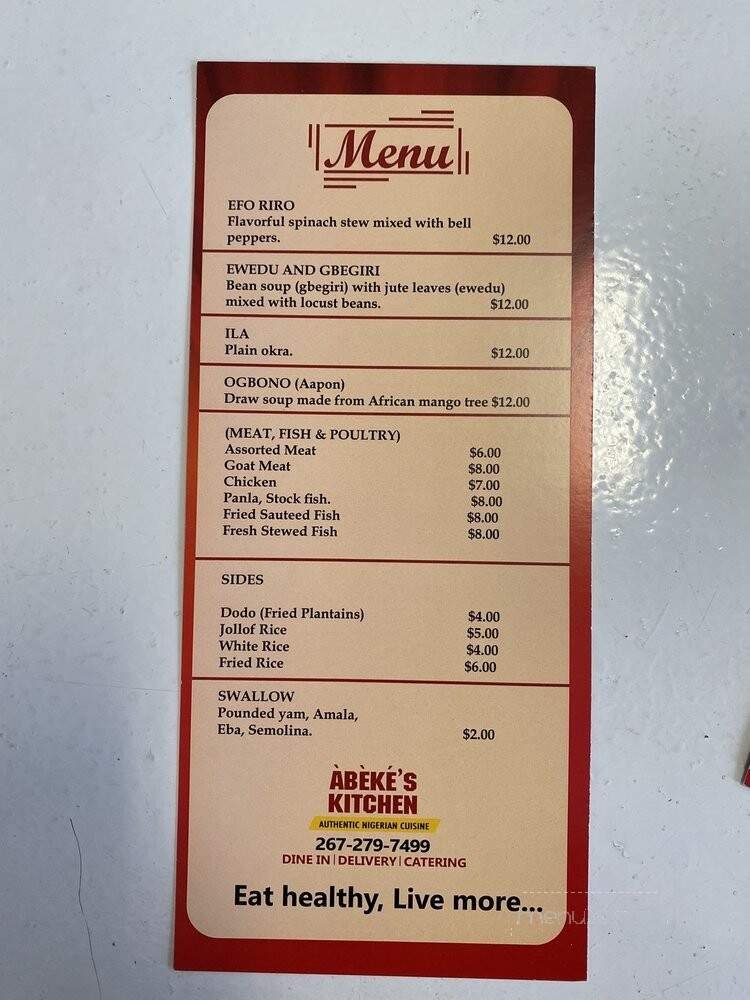 Menu
EFO RIRO
Flavorful spinach stew mixed with bell
peppers. $12.00
EWEDU AND GBEGIRI
Bean soup (gbegiri) with jute leaves (ewedu)
mixed with locust beans. $12.00
ILA
Plain okra. $12.00
OGBONO (Aapon)
Draw soup made from African mango tree $12.00
(MEAT, FISH & POULTRY)
Assorted Meat $6.00
Goat Meat $8.00
Chicken $7.00
Panla, Stock fish. $8.00
Fried Sauteed Fish $8.00
Fresh Stewed Fish $8.00
SIDES
Dodo (Fried Plantains) $4.00
Jollof Rice $5.00
White Rice $4.00
Fried Rice $6.00
SWALLOW
Pounded yam, Amala,
Eba, Semolina. $2.00
ÀBÈKÉ'S
KITCHEN
AUTHENTIC NIGERIAN CUISINE
267-279-7499
DINE IN | DELIVERY | CATERING
Eat healthy, Live more...